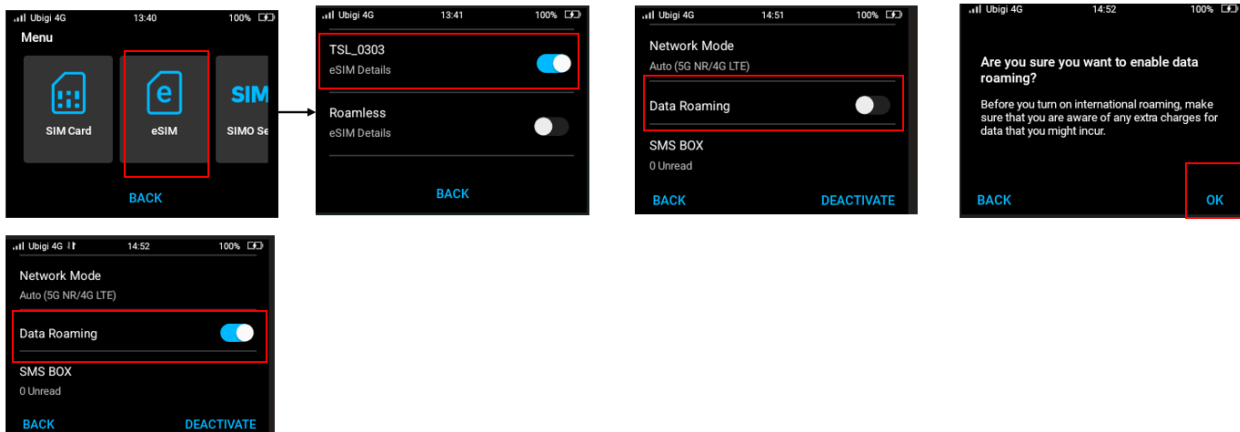 Ubigi 4G 13:40 100%
Menu
SIM Card eSIM SIMO Se
BACK
Ubigi 4G 13:41 100%
TSL_0303
eSIM Details
Roamless
eSIM Details
BACK
Ubigi 4G 14:51 100%
Network Mode
Auto (5G NR/4G LTE)
Data Roaming
SMS BOX
0 Unread
BACK DEACTIVATE
Ubigi 4G 14:52 100%
Are you sure you want to enable data
roaming?
Before you turn on international roaming, make
sure that you are aware of any extra charges for
data that you might incur.
BACK OK
Ubigi 4G 14:52 100%
Network Mode
Auto (5G NR/4G LTE)
Data Roaming
SMS BOX
0 Unread
BACK DEACTIVATE